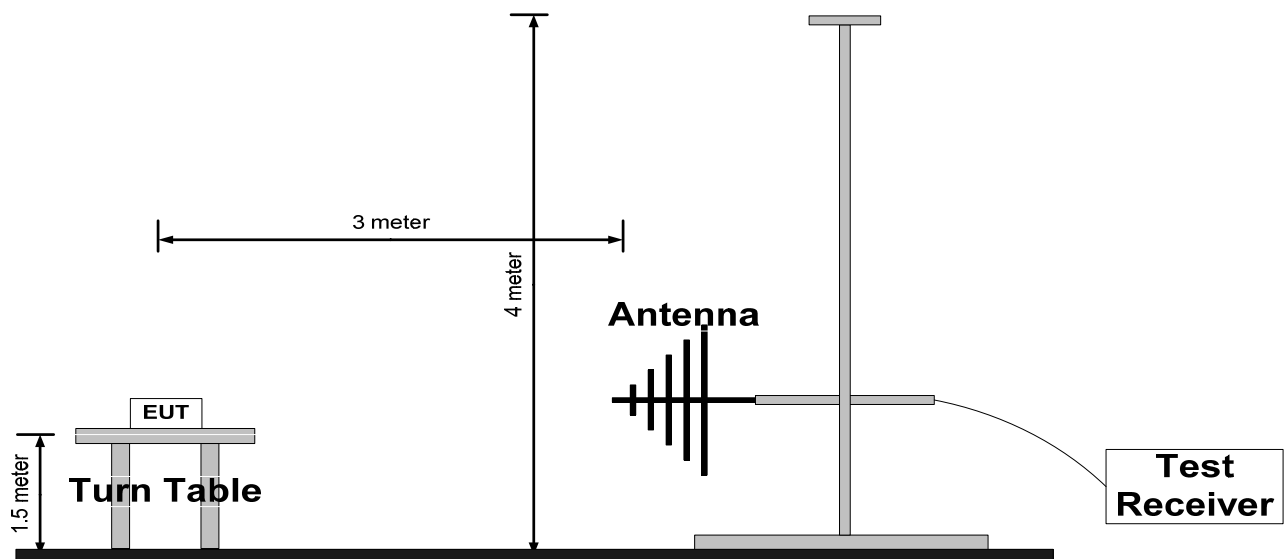 3 meter
4 meter
Antenna
EUT
1.5 meter
Turn Table
Test
Receiver